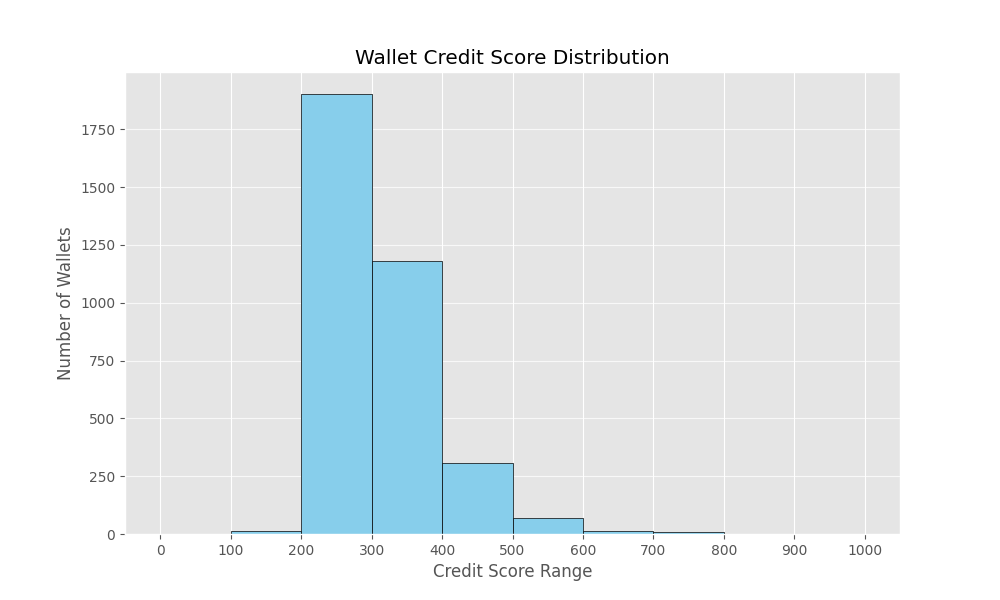 Wallet Credit Score Distribution
Number of Wallets
1750
1500
1250
1000
750
500
250
0
0 100 200 300 400 500 600 700 800 900 1000
Credit Score Range